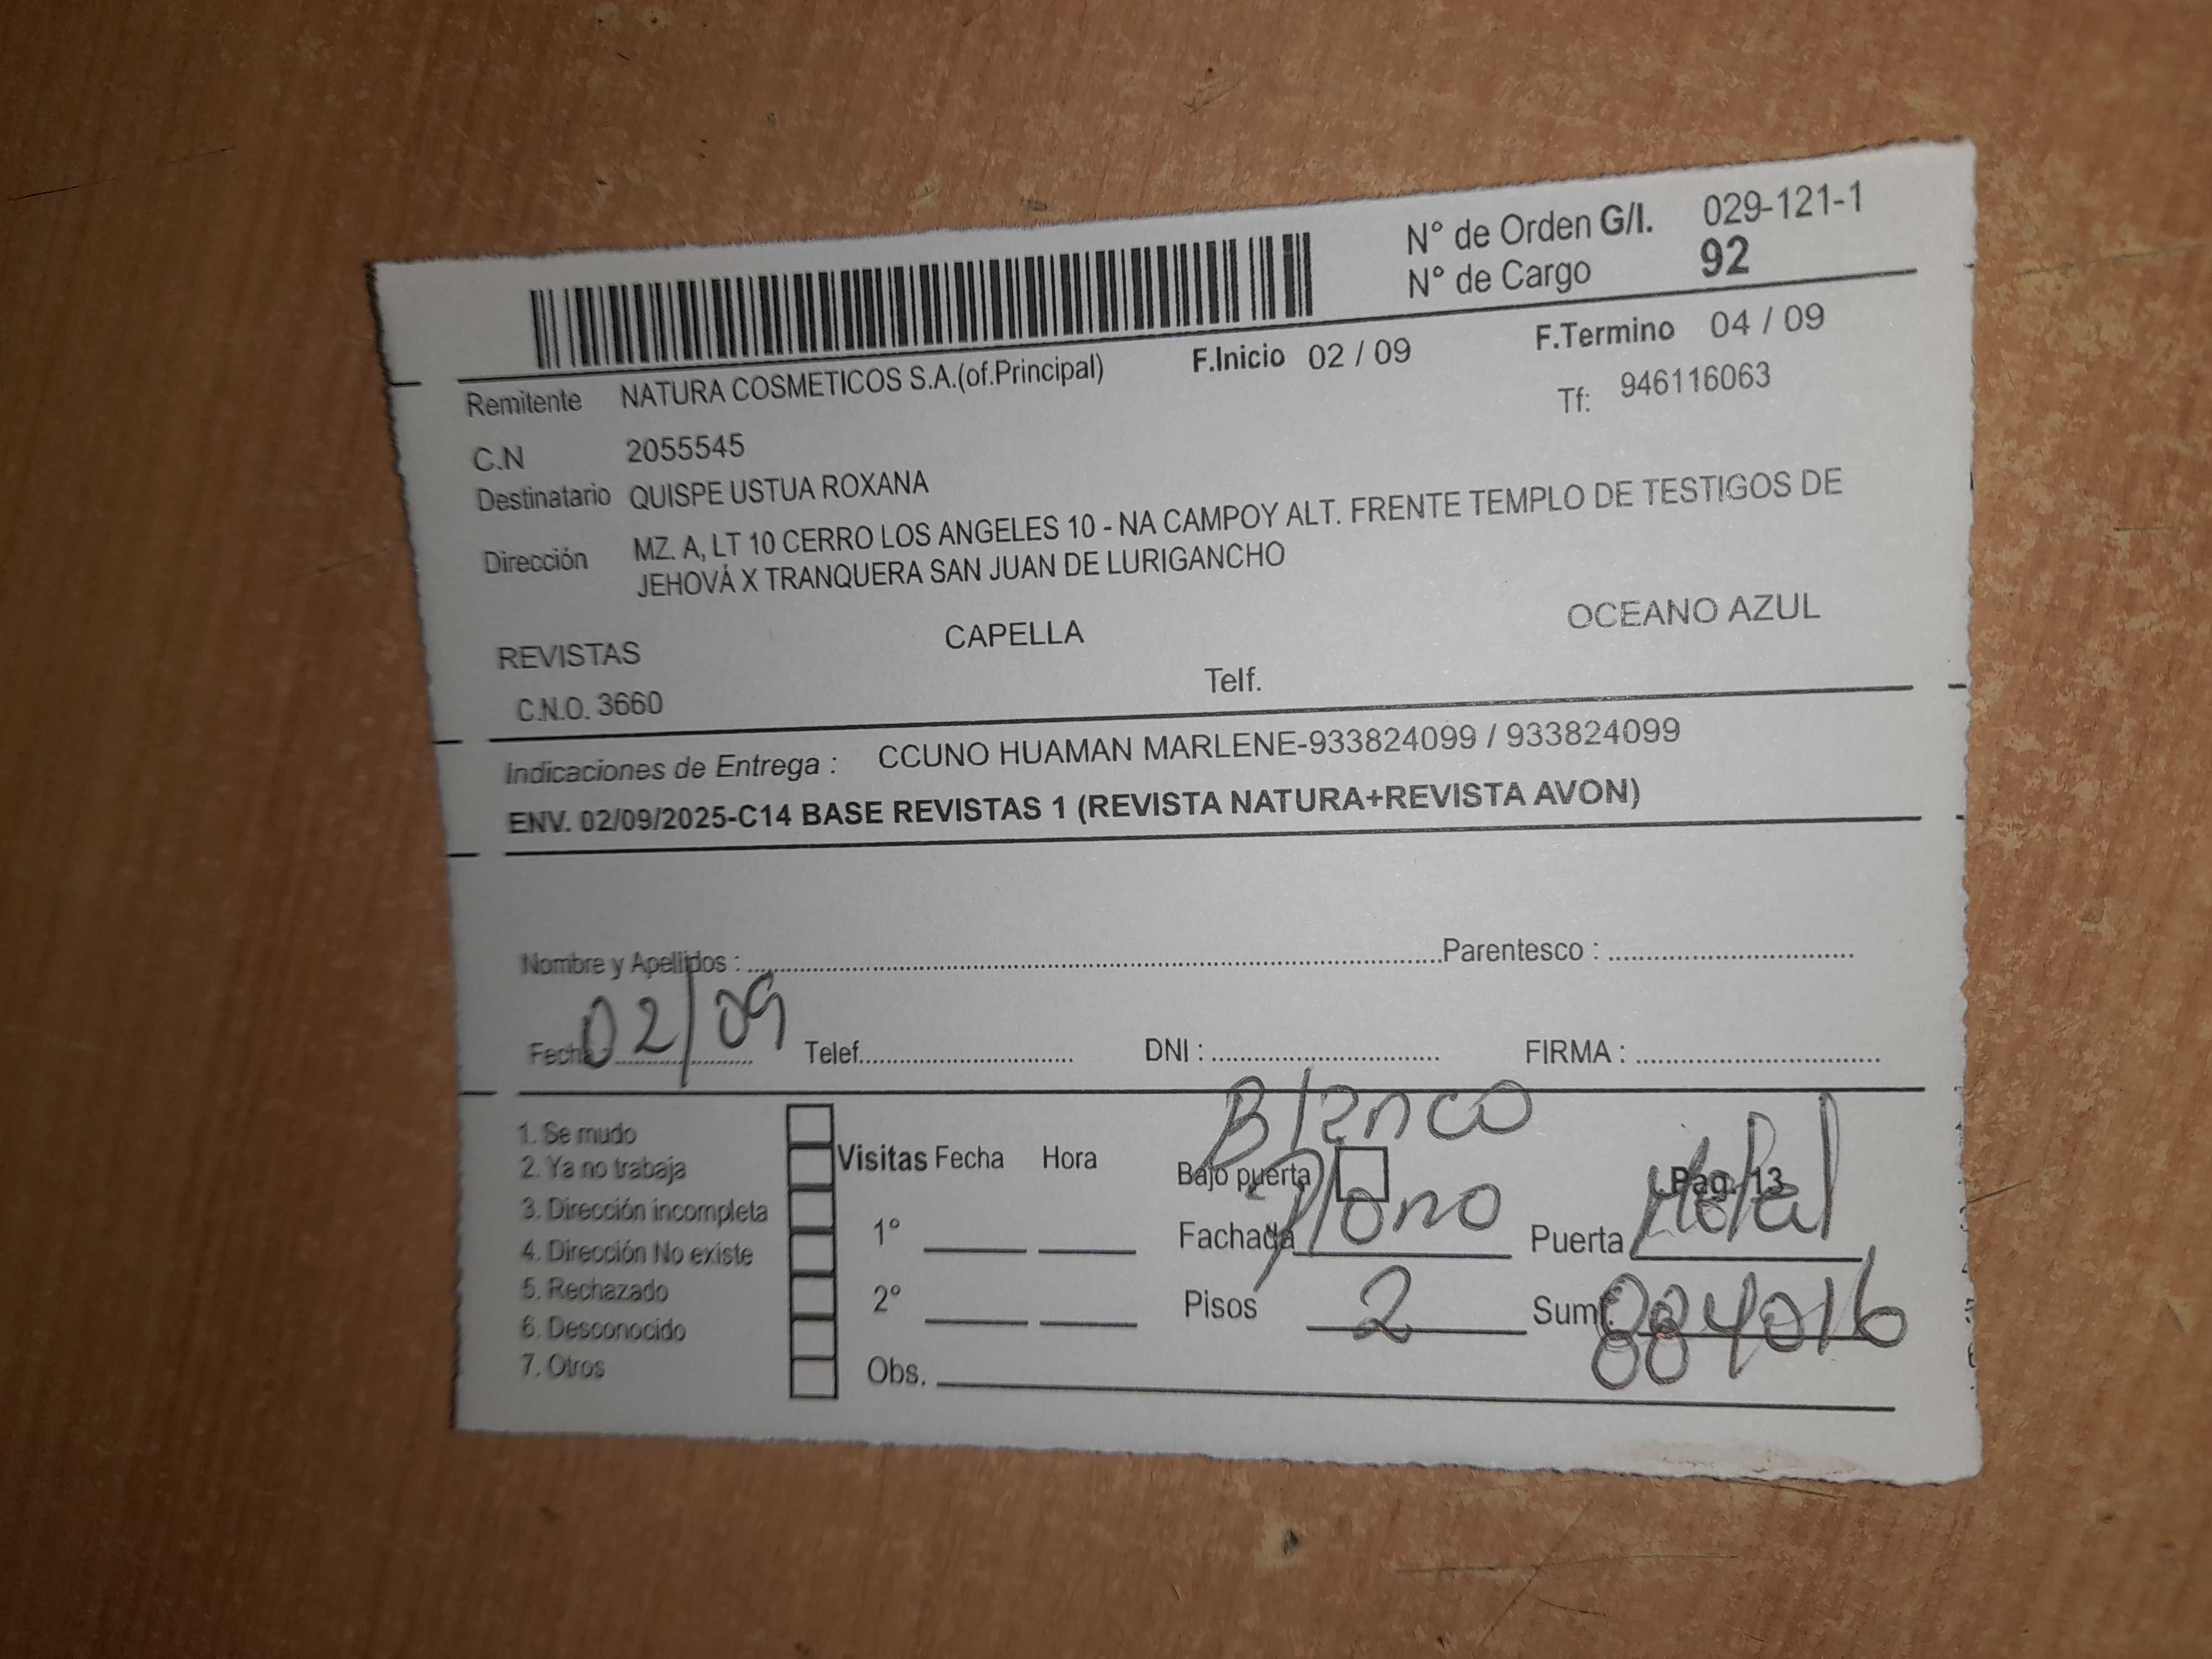 N° de Orden G/I. 029-121-1
N° de Cargo 92
F.Inicio 02 / 09 F.Termino 04 / 09
Remitente NATURA COSMETICOS S.A.(of.Principal) Tf: 946116063
C.N 2055545
Destinatario QUISPE USTUA ROXANA
Dirección MZ. A, LT 10 CERRO LOS ANGELES 10 - NA CAMPOY ALT. FRENTE TEMPLO DE TESTIGOS DE
JEHOVÁ X TRANQUERA SAN JUAN DE LURIGANCHO
REVISTAS CAPELLA OCEANO AZUL
C.N.O. 3660 Telf.
Indicaciones de Entrega : CCUNO HUAMAN MARLENE-933824099 / 933824099
ENV. 02/09/2025-C14 BASE REVISTAS 1 (REVISTA NATURA+REVISTA AVON)
Nombre y Apellidos : Parentesco :
Fecha : 02/09 Telef. DNI : FIRMA :
Blanco
1. Se mudo
2. Ya no trabaja
3. Dirección incompleta
4. Dirección No existe
5. Rechazado
6. Desconocido
7. Otros
Visitas Fecha Hora
1°
2°
Obs.
Bajo puerta Pag. 13
Fachada Plomo Puerta Metal
Pisos 2 Sum. 884016